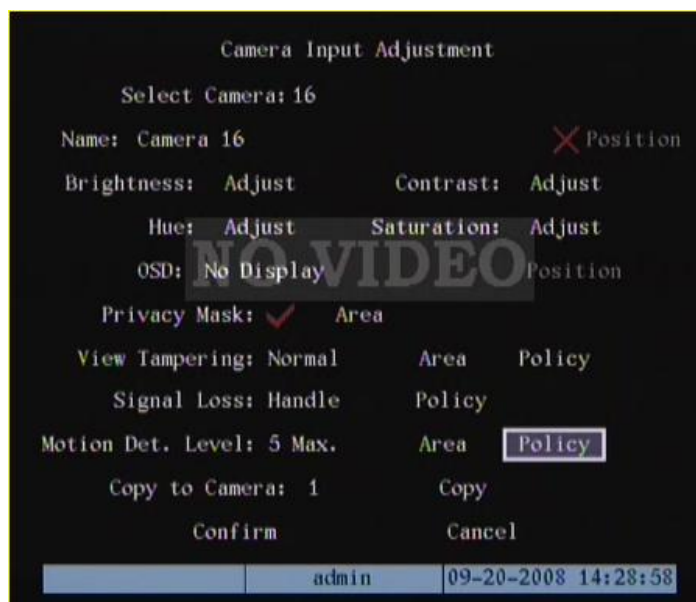 Camera Input Adjustment
Select Camera: 16
Name: Camera 16 Position
Brightness: Adjust Contrast: Adjust
Hue: Adjust Saturation: Adjust
NO VIDEO
OSD: No Display Position
Privacy Mask: Area
View Tampering: Normal Area Policy
Signal Loss: Handle Policy
Motion Det. Level: 5 Max. Area Policy
Copy to Camera: 1 Copy
Confirm Cancel
admin 09-20-2008 14:28:58